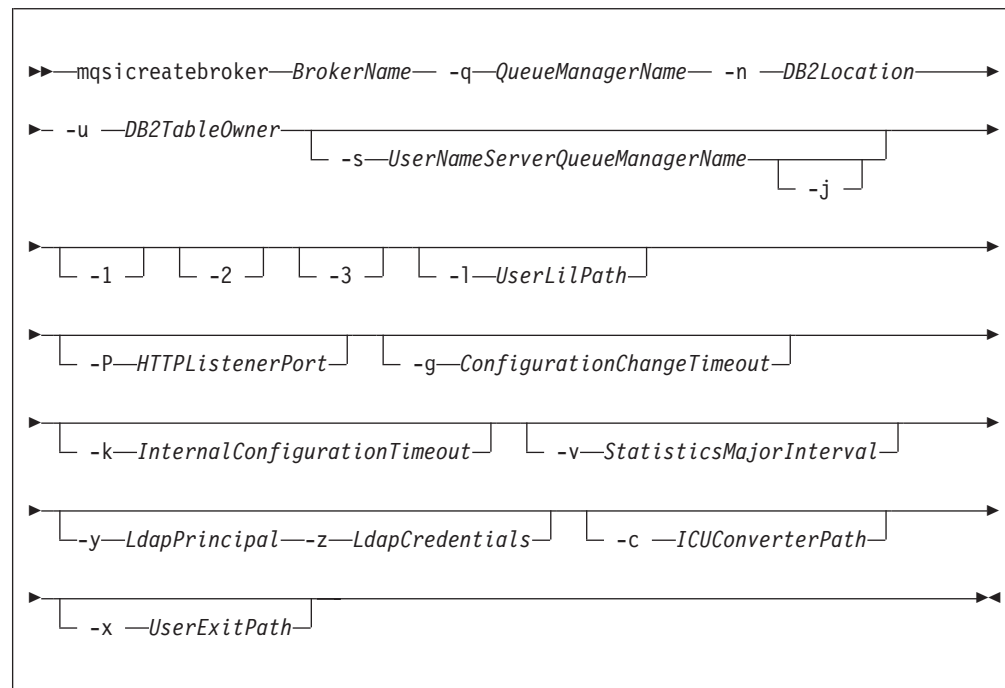 mqsicreatebroker BrokerName -q QueueManagerName -n DB2Location
-u DB2TableOwner
-s UserNameServerQueueManagerName
-j
-1 -2 -3 -l UserLilPath
-P HTTPListenerPort -g ConfigurationChangeTimeout
-k InternalConfigurationTimeout -v StatisticsMajorInterval
-y LdapPrincipal -z LdapCredentials -c ICUConverterPath
-x UserExitPath